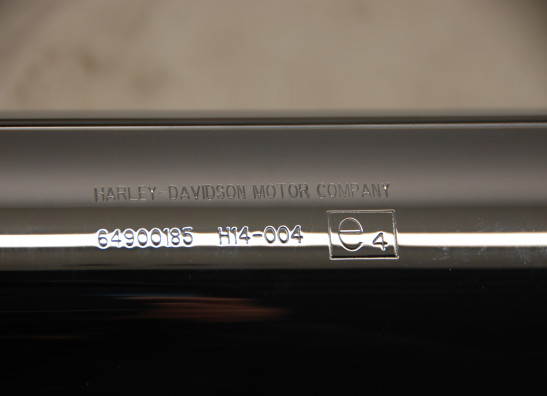 HARLEY-DAVIDSON MOTOR COMPANY
64900185 H14-004 e4